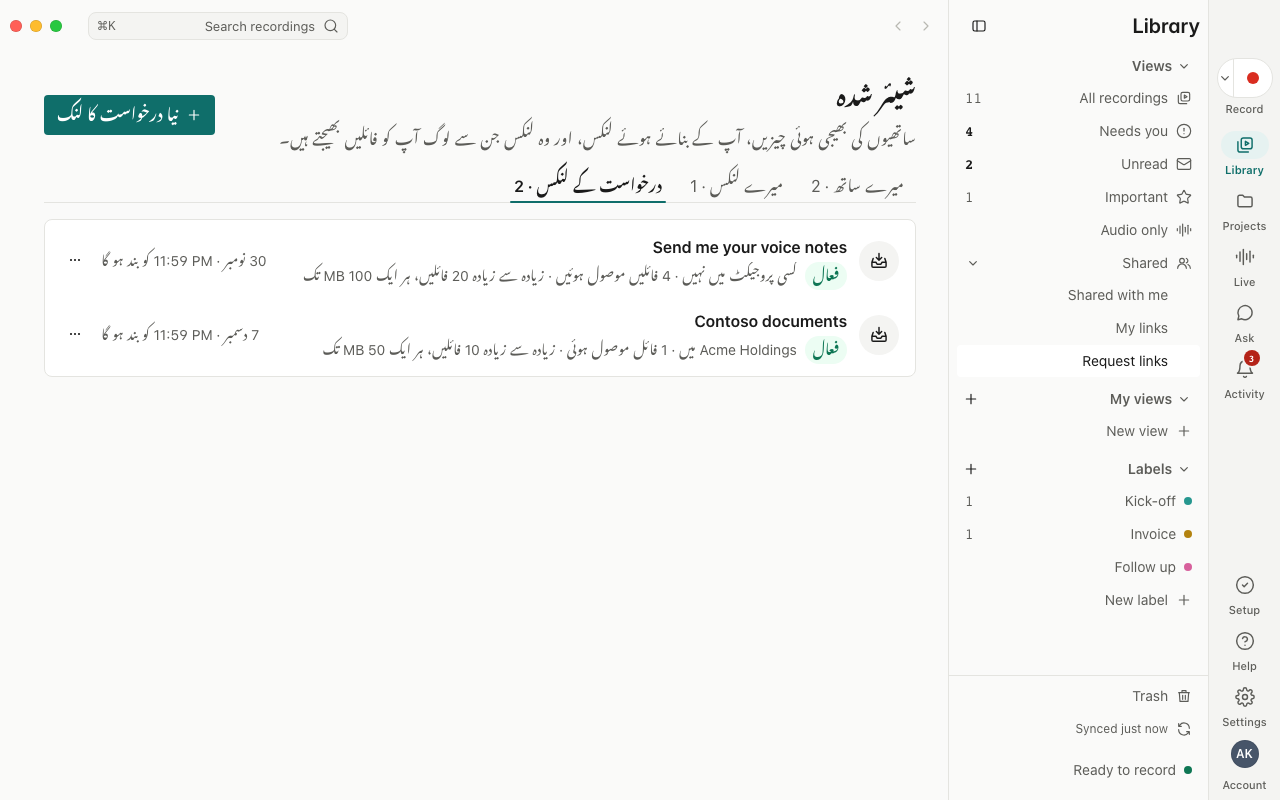 ⌘K
Search recordings
Library
شیئر شدہ
ساتھیوں کی بھیجی ہوئی چیزیں، آپ کے بنائے ہوئے لنکس، اور وہ لنکس جن سے لوگ آپ کو فائلیں بھیجتے ہیں۔
+ نیا درخواست کا لنک
میرے ساتھ · 2
میرے لنکس · 1
درخواست کے لنکس · 2
Send me your voice notes
فعال
کسی پروجیکٹ میں نہیں · 4 فائلیں موصول ہوئیں · زیادہ سے زیادہ 20 فائلیں، ہر ایک 100 MB تک
30 نومبر · 11:59 PM کو بند ہو گا
Contoso documents
فعال
Acme Holdings میں · 1 فائل موصول ہوئی · زیادہ سے زیادہ 10 فائلیں، ہر ایک 50 MB تک
7 دسمبر · 11:59 PM کو بند ہو گا
Views
All recordings 11
Needs you 4
Unread 2
Important 1
Audio only
Shared
Shared with me
My links
Request links
My views
New view
Labels
Kick-off 1
Invoice 1
Follow up
New label
Trash
Synced just now
Ready to record
Record
Library
Projects
Live
Ask
3
Activity
Setup
Help
Settings
AK
Account